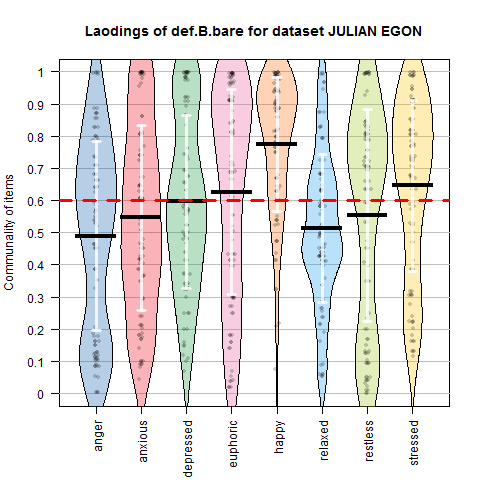 Laodings of def.B.bare for dataset JULIAN EGON
Communality of items
1
0.9
0.8
0.7
0.6
0.5
0.4
0.3
0.2
0.1
0
anger
anxious
depressed
euphoric
happy
relaxed
restless
stressed